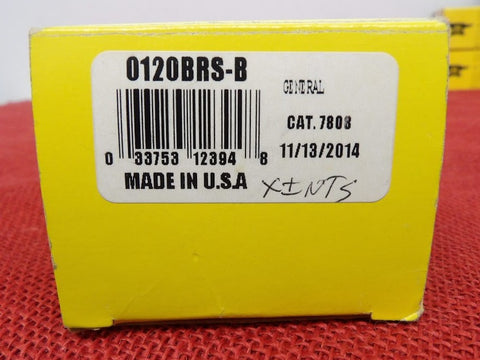 0120BRS-B
GENERAL
CAT. 7808
0 33753 12394 8
11/13/2014
MADE IN U.S.A